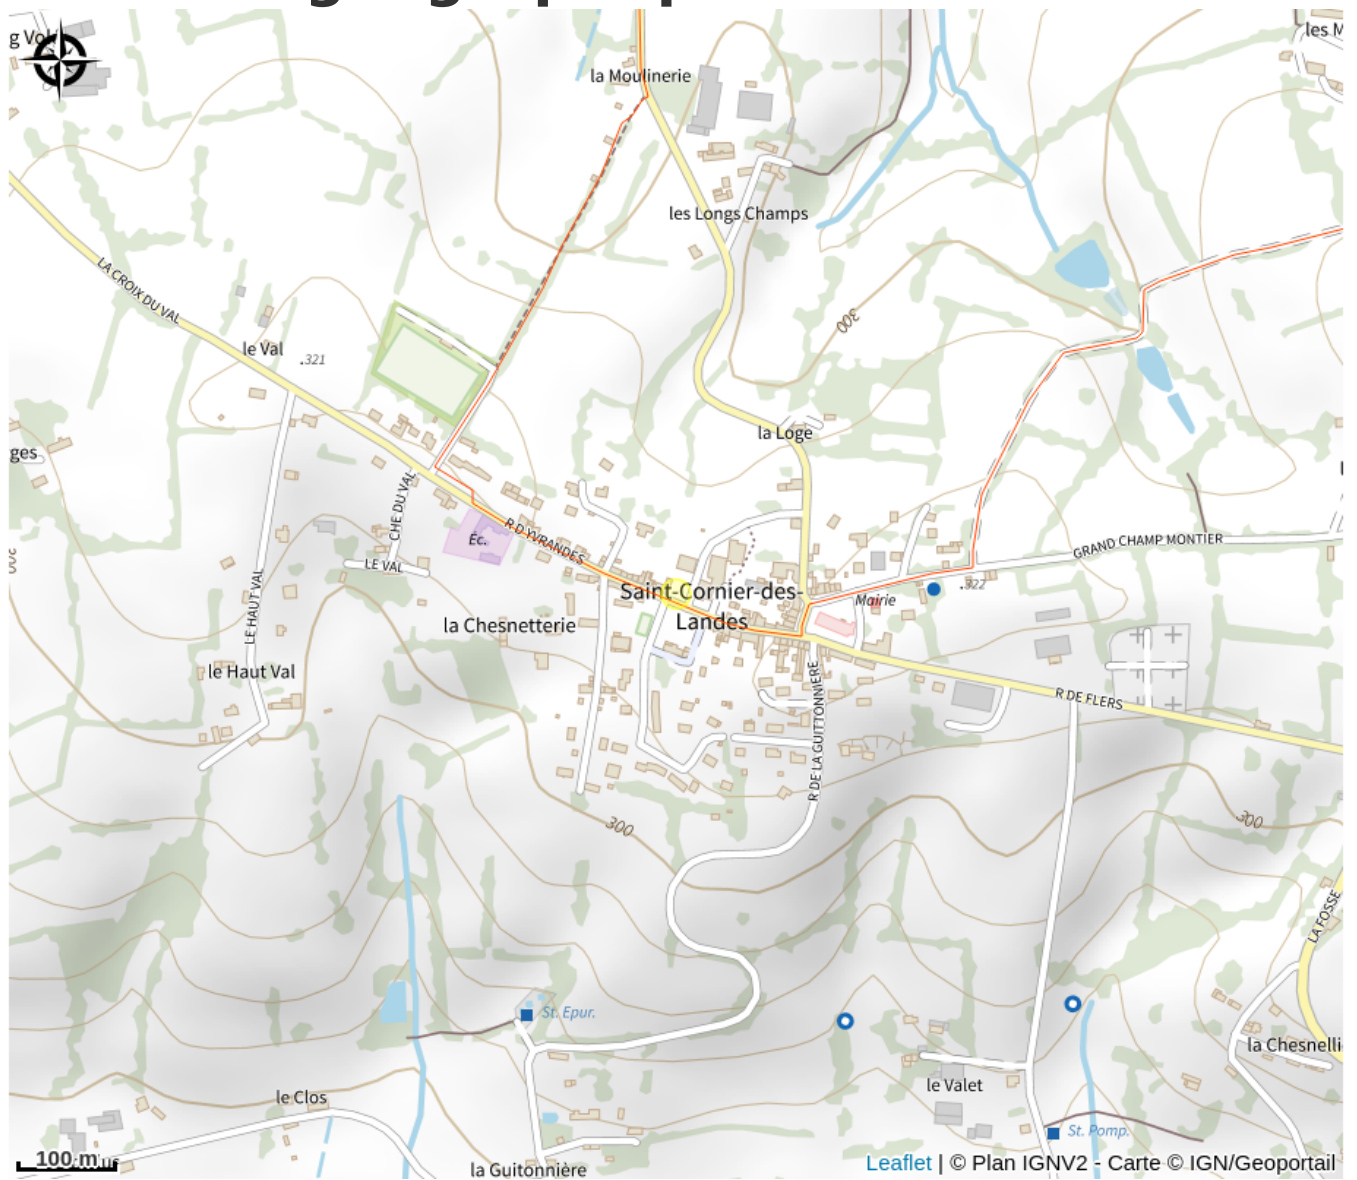 la Moulinerie
les M
les Longs Champs
LA CROIX DU VAL
300
le Val
.321
la Loge
ges
CHE DU VAL
R D'YVRANDES
Éc.
LE VAL
GRAND CHAMP MONTIER
.322
LE HAUT VAL
Saint-Cornier-des-
Landes
Mairie
la Chesnetterie
le Haut Val
R DE LA GUITTONNIERE
R DE FLERS
300
300
LA FOSSE
St. Epur.
la Chesnelli
le Valet
le Clos
St. Pomp.
100 m
la Guitonnière
Leaflet | © Plan IGNV2 - Carte © IGN/Geoportail